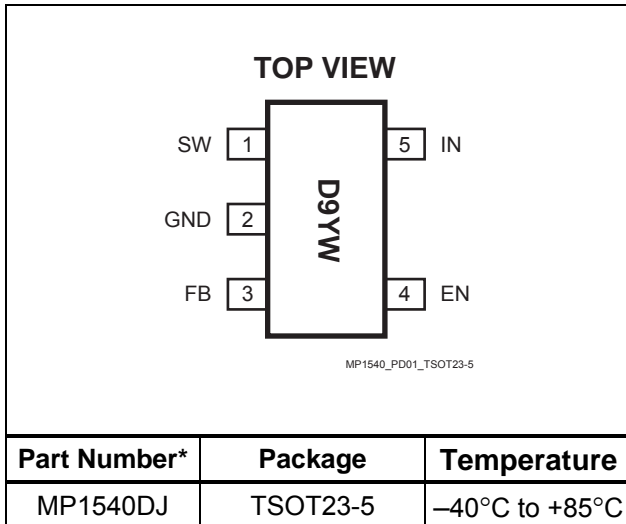 TOP VIEW
SW 1 5 IN
GND 2
D9YW
FB 3 4 EN
MP1540_PD01_TSOT23-5
Part Number* Package Temperature
MP1540DJ TSOT23-5 –40°C to +85°C